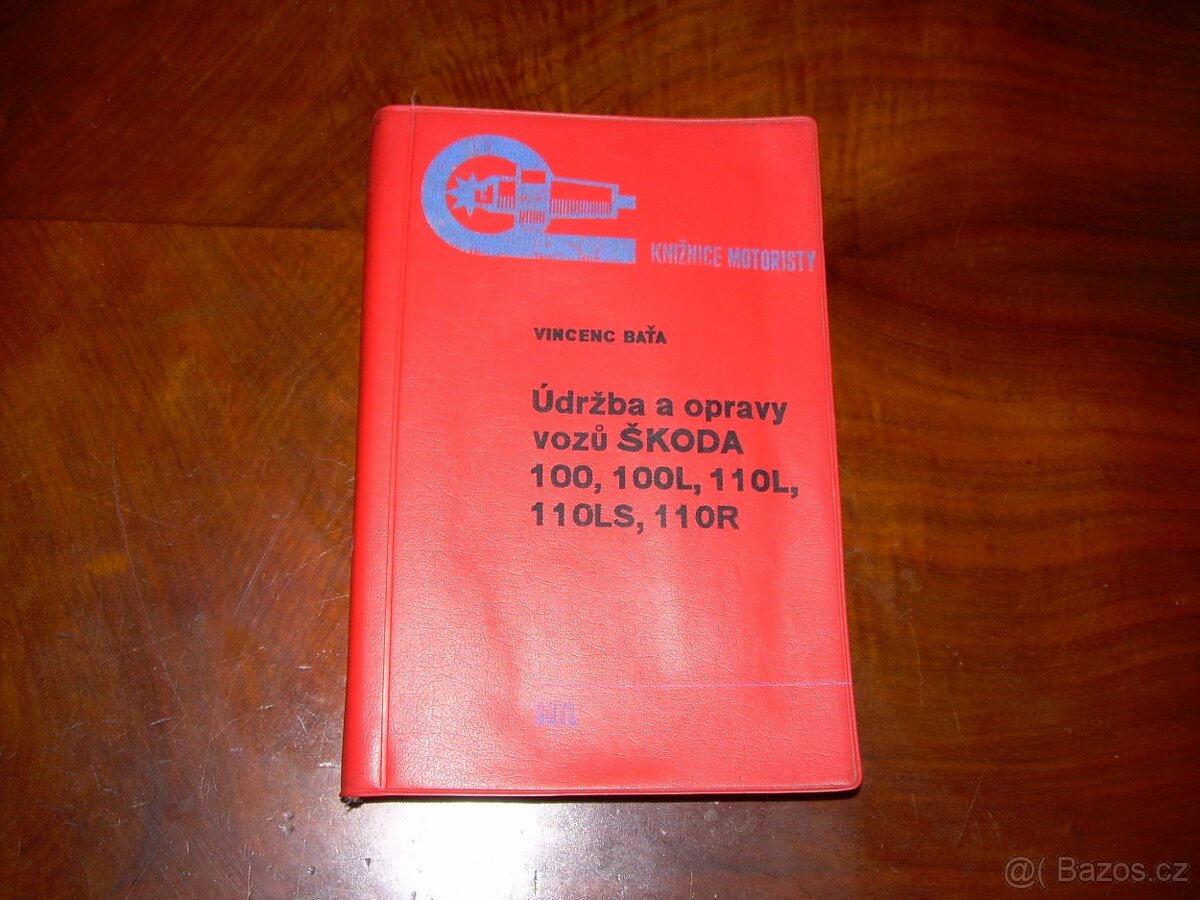 KNIŽNICE MOTORISTY
VINCENC BAŤA
Údržba a opravy
vozů ŠKODA
100, 100L, 110L,
110LS, 110R
@( Bazos.cz